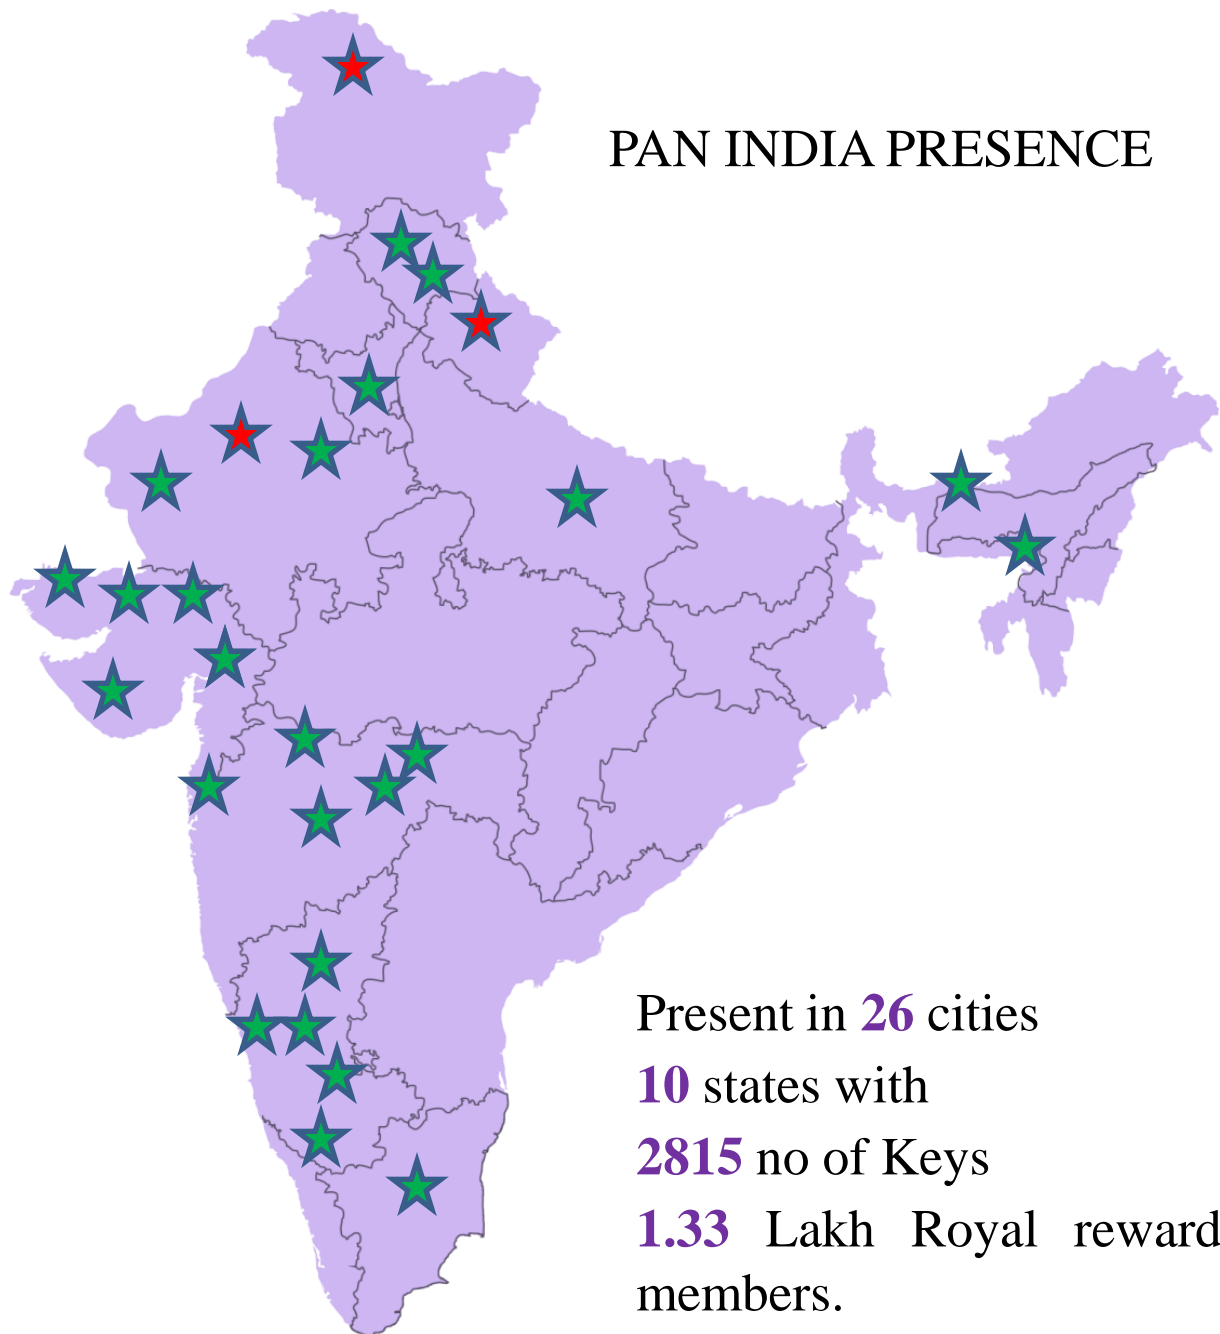 PAN INDIA PRESENCE
Present in 26 cities
10 states with
2815 no of Keys
1.33 Lakh Royal reward
members.